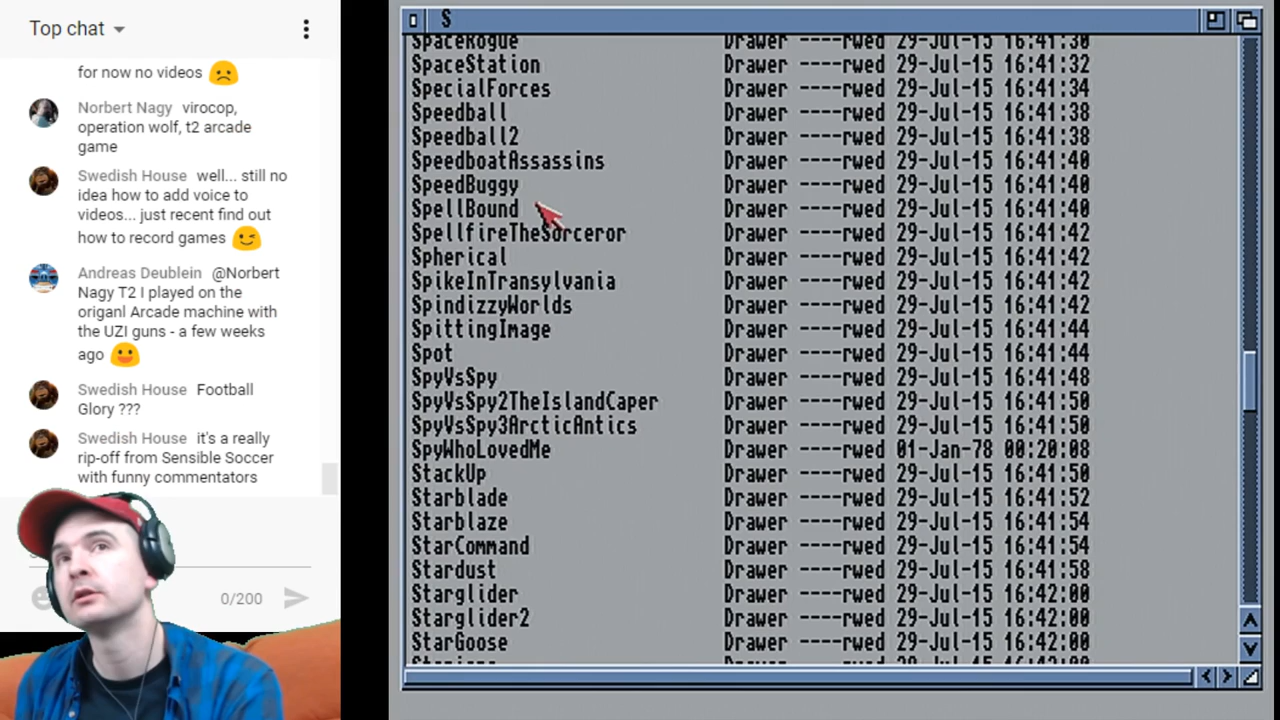 Top chat
for now no videos
Norbert Nagy virocop,
operation wolf, t2 arcade
game
Swedish House well... still no
idea how to add voice to
videos... just recent find out
how to record games
Andreas Deublein @Norbert
Nagy T2 I played on the
origanl Arcade machine with
the UZI guns - a few weeks
ago
Swedish House Football
Glory ???
Swedish House it's a really
rip-off from Sensible Soccer
with funny commentators
0/200
S
SpaceRogue Drawer ----rwed 29-Jul-15 16:41:30
SpaceStation Drawer ----rwed 29-Jul-15 16:41:32
SpecialForces Drawer ----rwed 29-Jul-15 16:41:34
Speedball Drawer ----rwed 29-Jul-15 16:41:38
Speedball2 Drawer ----rwed 29-Jul-15 16:41:38
SpeedboatAssassins Drawer ----rwed 29-Jul-15 16:41:40
SpeedBuggy Drawer ----rwed 29-Jul-15 16:41:40
SpellBound Drawer ----rwed 29-Jul-15 16:41:40
SpellfireTheSorceror Drawer ----rwed 29-Jul-15 16:41:42
Spherical Drawer ----rwed 29-Jul-15 16:41:42
SpikeInTransylvania Drawer ----rwed 29-Jul-15 16:41:42
SpindizzyWorlds Drawer ----rwed 29-Jul-15 16:41:42
SpittingImage Drawer ----rwed 29-Jul-15 16:41:44
Spot Drawer ----rwed 29-Jul-15 16:41:44
SpyVsSpy Drawer ----rwed 29-Jul-15 16:41:48
SpyVsSpy2TheIslandCaper Drawer ----rwed 29-Jul-15 16:41:50
SpyVsSpy3ArcticAntics Drawer ----rwed 29-Jul-15 16:41:50
SpyWhoLovedMe Drawer ----rwed 01-Jan-78 00:20:08
StackUp Drawer ----rwed 29-Jul-15 16:41:50
Starblade Drawer ----rwed 29-Jul-15 16:41:52
Starblaze Drawer ----rwed 29-Jul-15 16:41:54
StarCommand Drawer ----rwed 29-Jul-15 16:41:54
Stardust Drawer ----rwed 29-Jul-15 16:41:58
Starglider Drawer ----rwed 29-Jul-15 16:42:00
Starglider2 Drawer ----rwed 29-Jul-15 16:42:00
StarGoose Drawer ----rwed 29-Jul-15 16:42:00